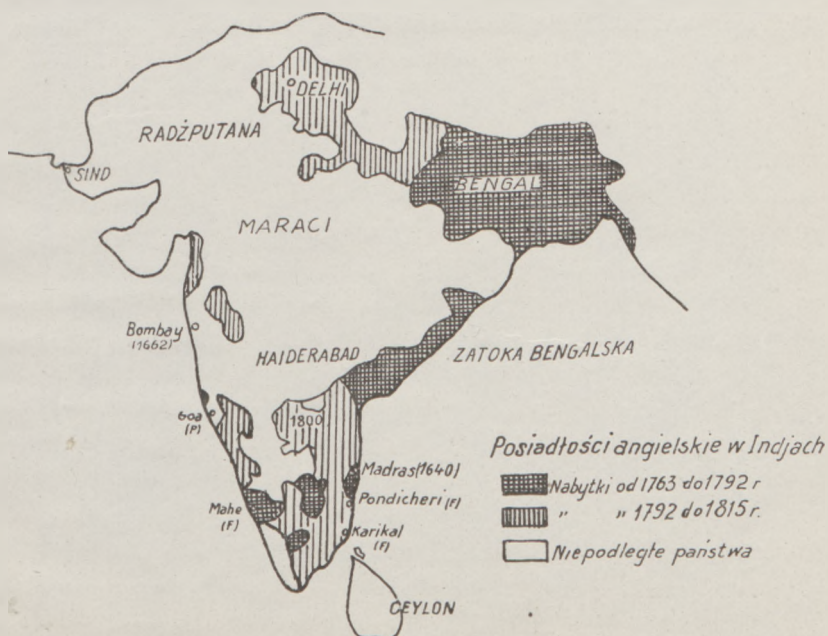 DELHI
RADŻPUTANA
SIND
BENGAL
MARACI
Bombay
(1662)
HAIDERABAD
ZATOKA BENGALSKA
1800
Goa
(P)
Madras (1640)
Pondicheri (F)
Mahe
(F)
Karikal
(F)
CEYLON
Posiadłości angielskie w Indjach
Nabytki od 1763 do 1792 r
" " 1792 do 1815 r.
Niepodległe państwa